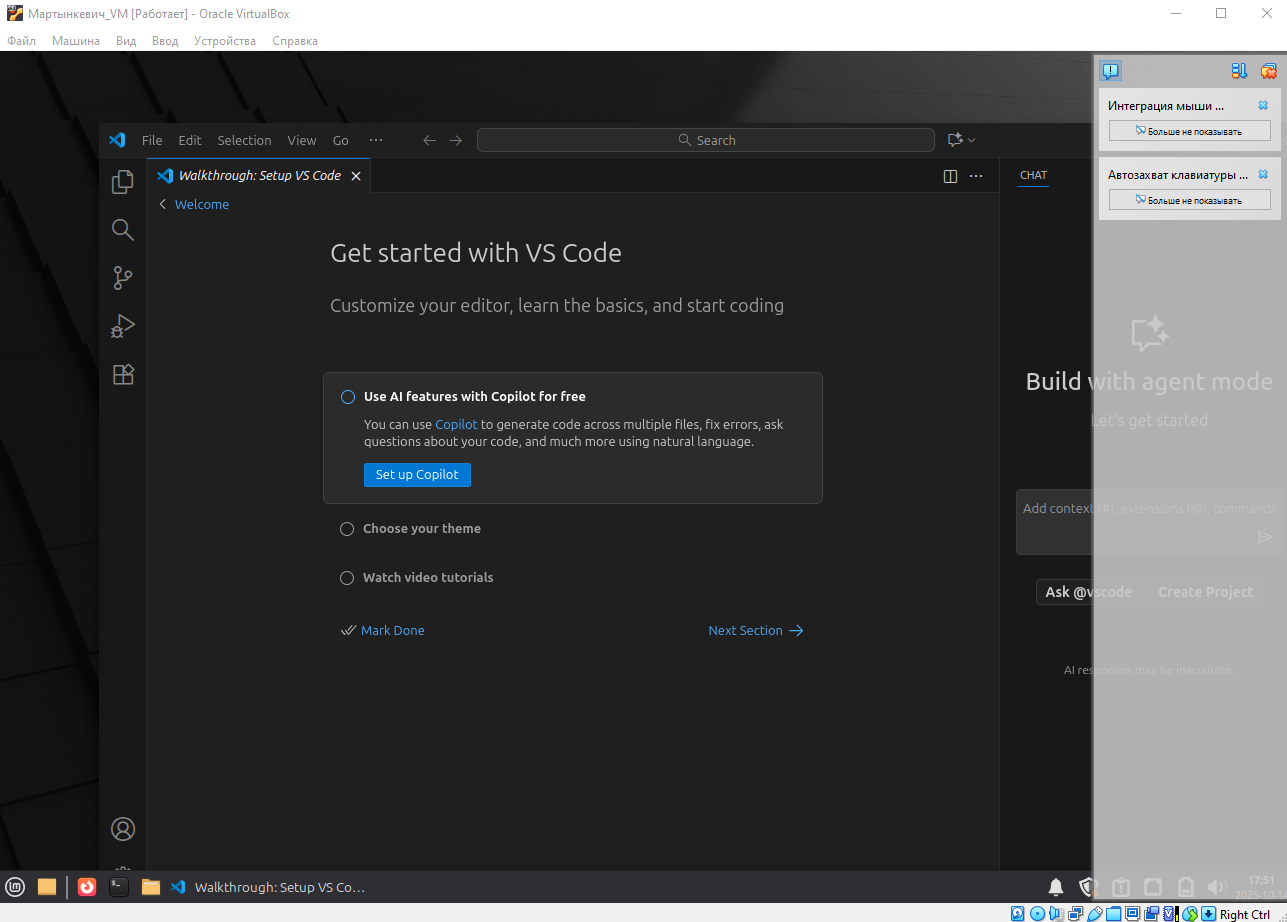 Мартынкевич_VM [Работает] - Oracle VirtualBox
Файл Машина Вид Ввод Устройства Справка
Интеграция мыши ...
Больше не показывать
Автозахват клавиатуры ...
Больше не показывать
File Edit Selection View Go ··· Search
Walkthrough: Setup VS Code
CHAT
Welcome
Get started with VS Code
Customize your editor, learn the basics, and start coding
Use AI features with Copilot for free
You can use Copilot to generate code across multiple files, fix errors, ask
questions about your code, and much more using natural language.
Set up Copilot
Choose your theme
Watch video tutorials
Mark Done
Next Section
Build with agent mode
Let's get started
Add context (#), extensions (@), commands
Ask @vscode Create Project
AI responses may be inaccurate.
Walkthrough: Setup VS Co...
17:51
Right Ctrl